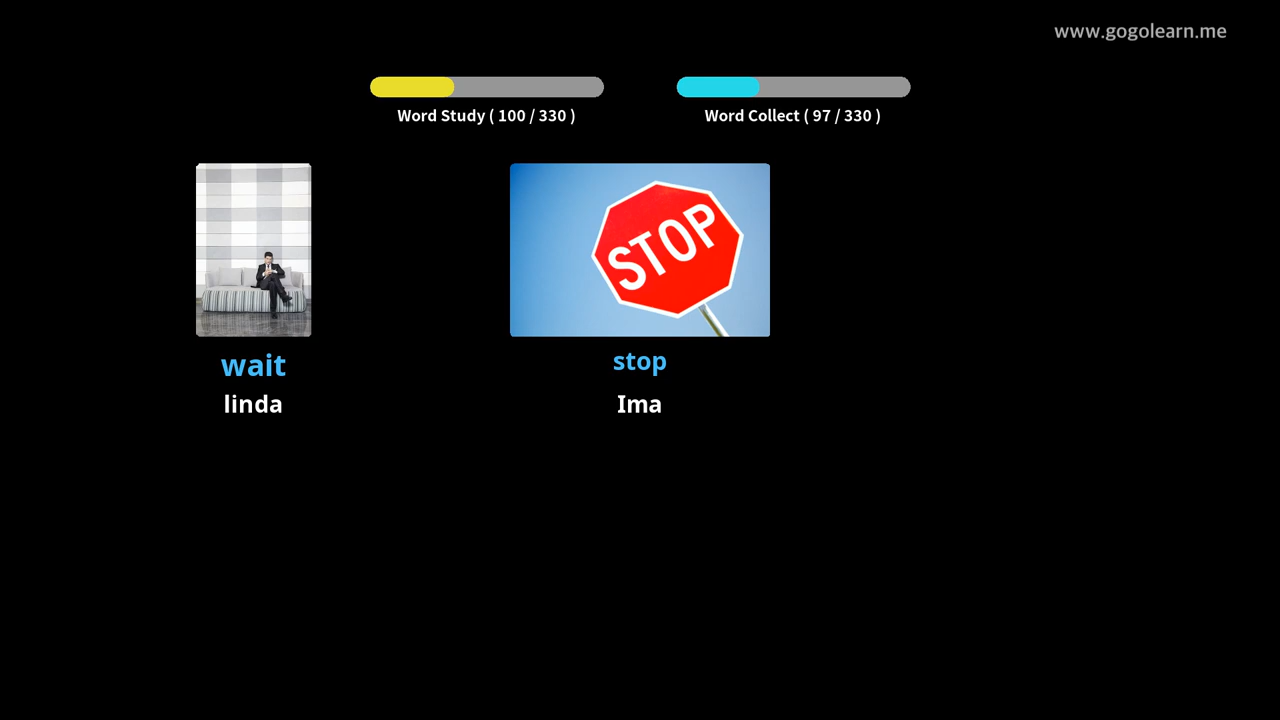 www.gogolearn.me
Word Study ( 100 / 330 )
Word Collect ( 97 / 330 )
STOP
wait
stop
linda
Ima